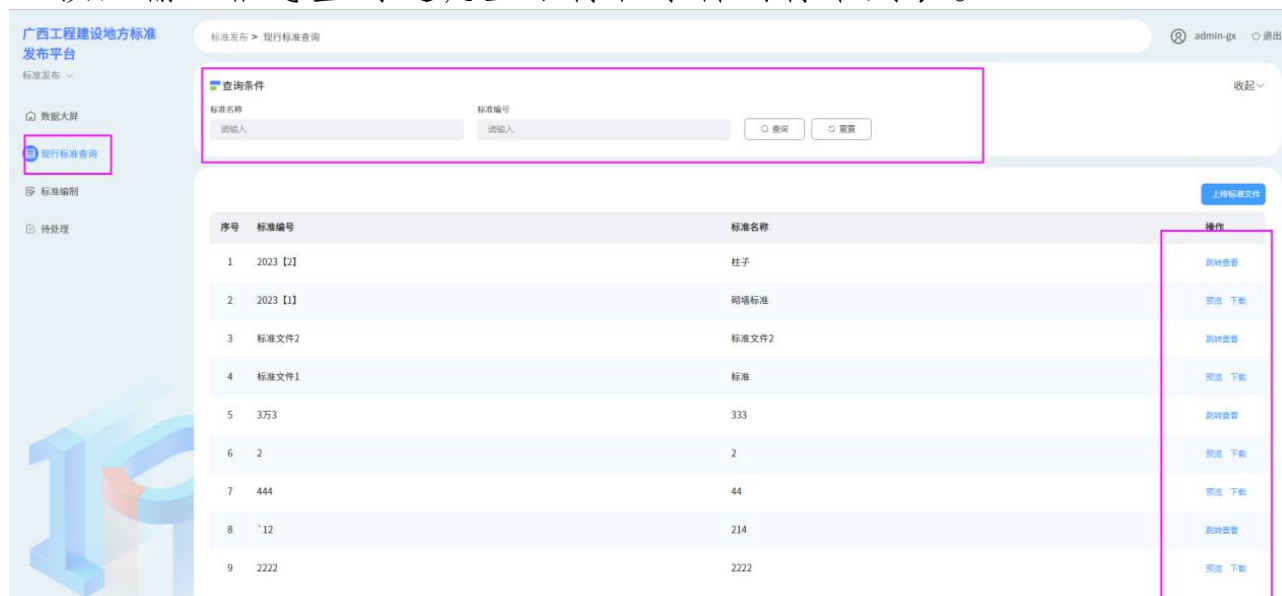 广西工程建设地方标准
发布平台
标准发布
标准发布 > 现行标准查询
admin-gx 退出
数据大屏
现行标准查询
标准编制
待处理
查询条件 收起
标准名称 标准编号
请输入 请输入 查询 重置
上传标准文件
序号 标准编号 标准名称 操作
1 2023【2】 柱子 跳转查看
2 2023【1】 砌墙标准 预览 下载
3 标准文件2 标准文件2 跳转查看
4 标准文件1 标准 预览 下载
5 3万3 333 跳转查看
6 2 2 预览 下载
7 444 44 预览 下载
8 `12 214 跳转查看
9 2222 2222 预览 下载